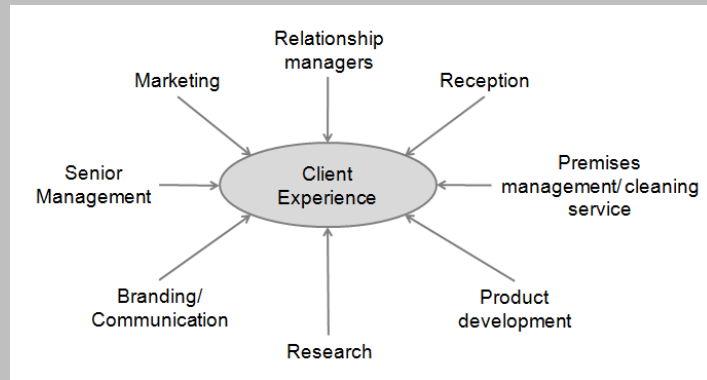 Relationship
managers
Marketing
Reception
Senior
Management
Client
Experience
Premises
management/cleaning
service
Branding/
Communication
Product
development
Research